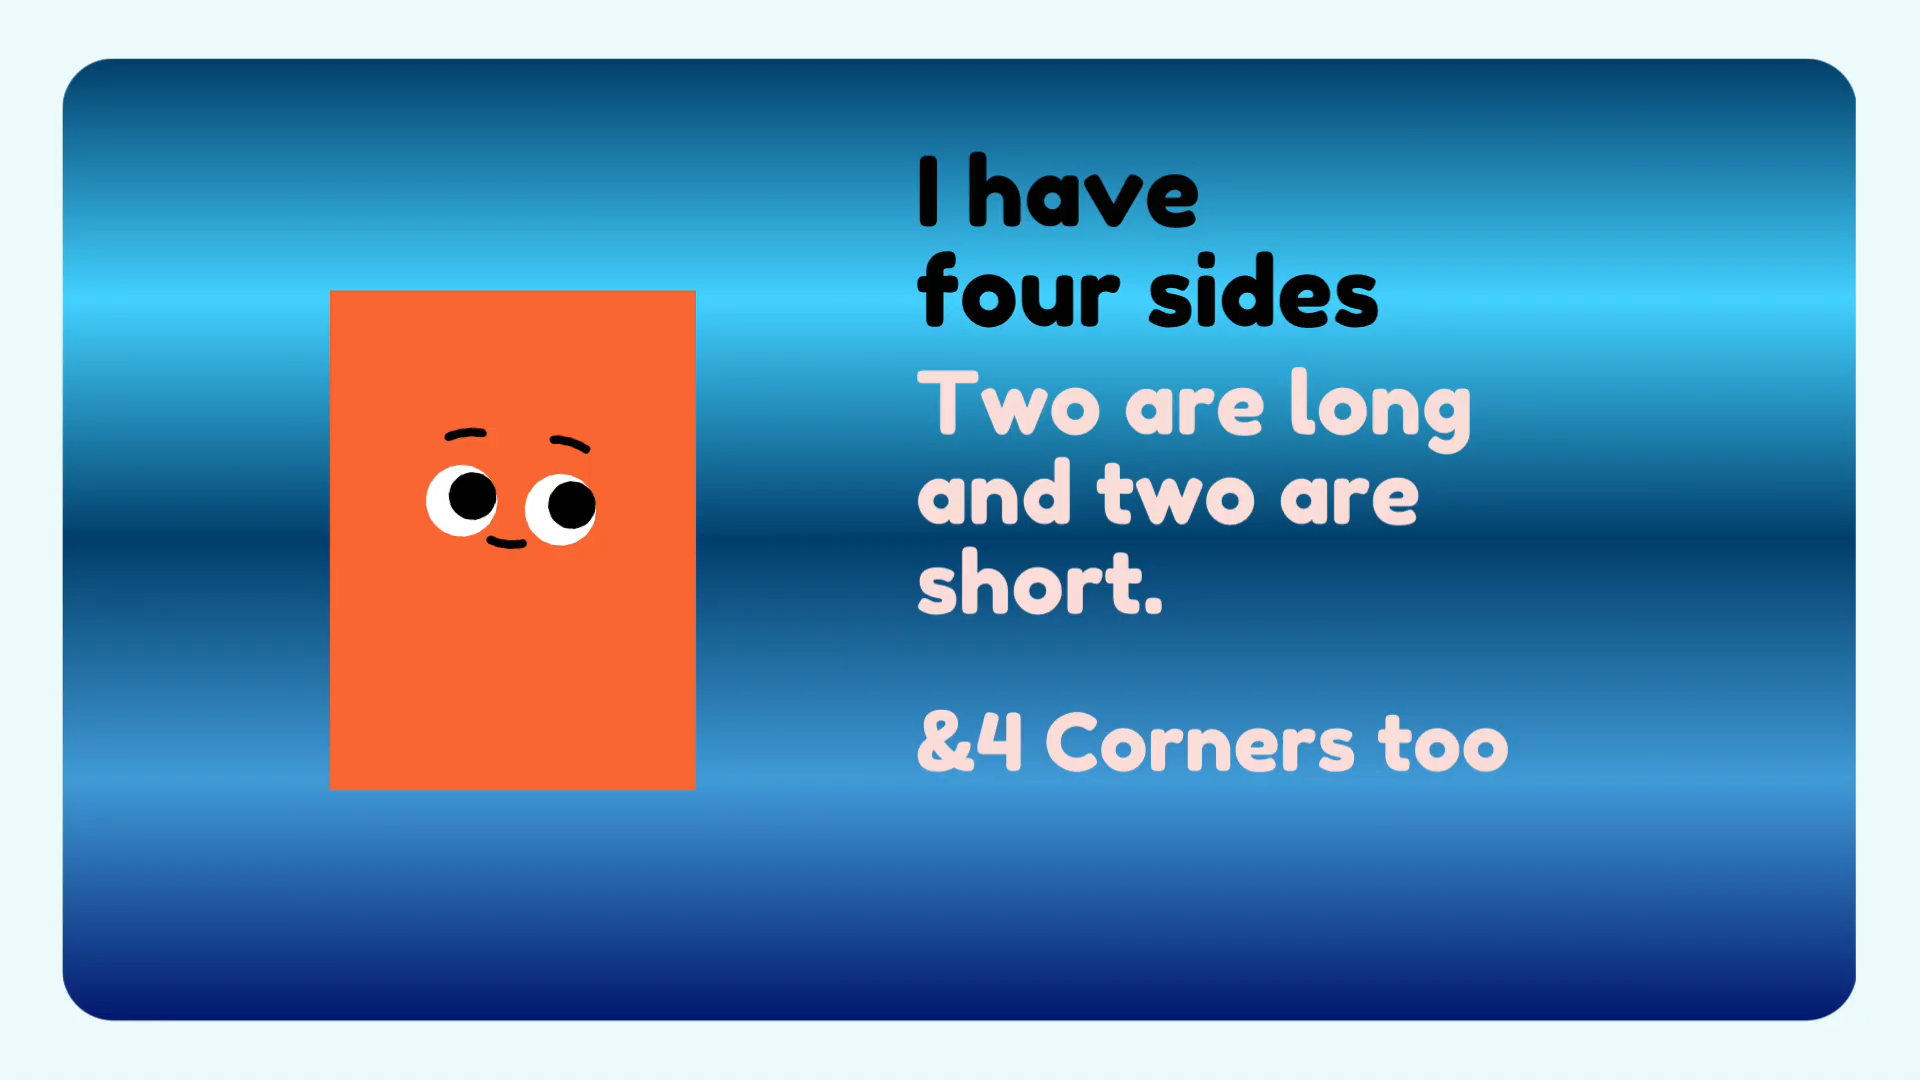 I have
four sides
Two are long
and two are
short.
&4 Corners too